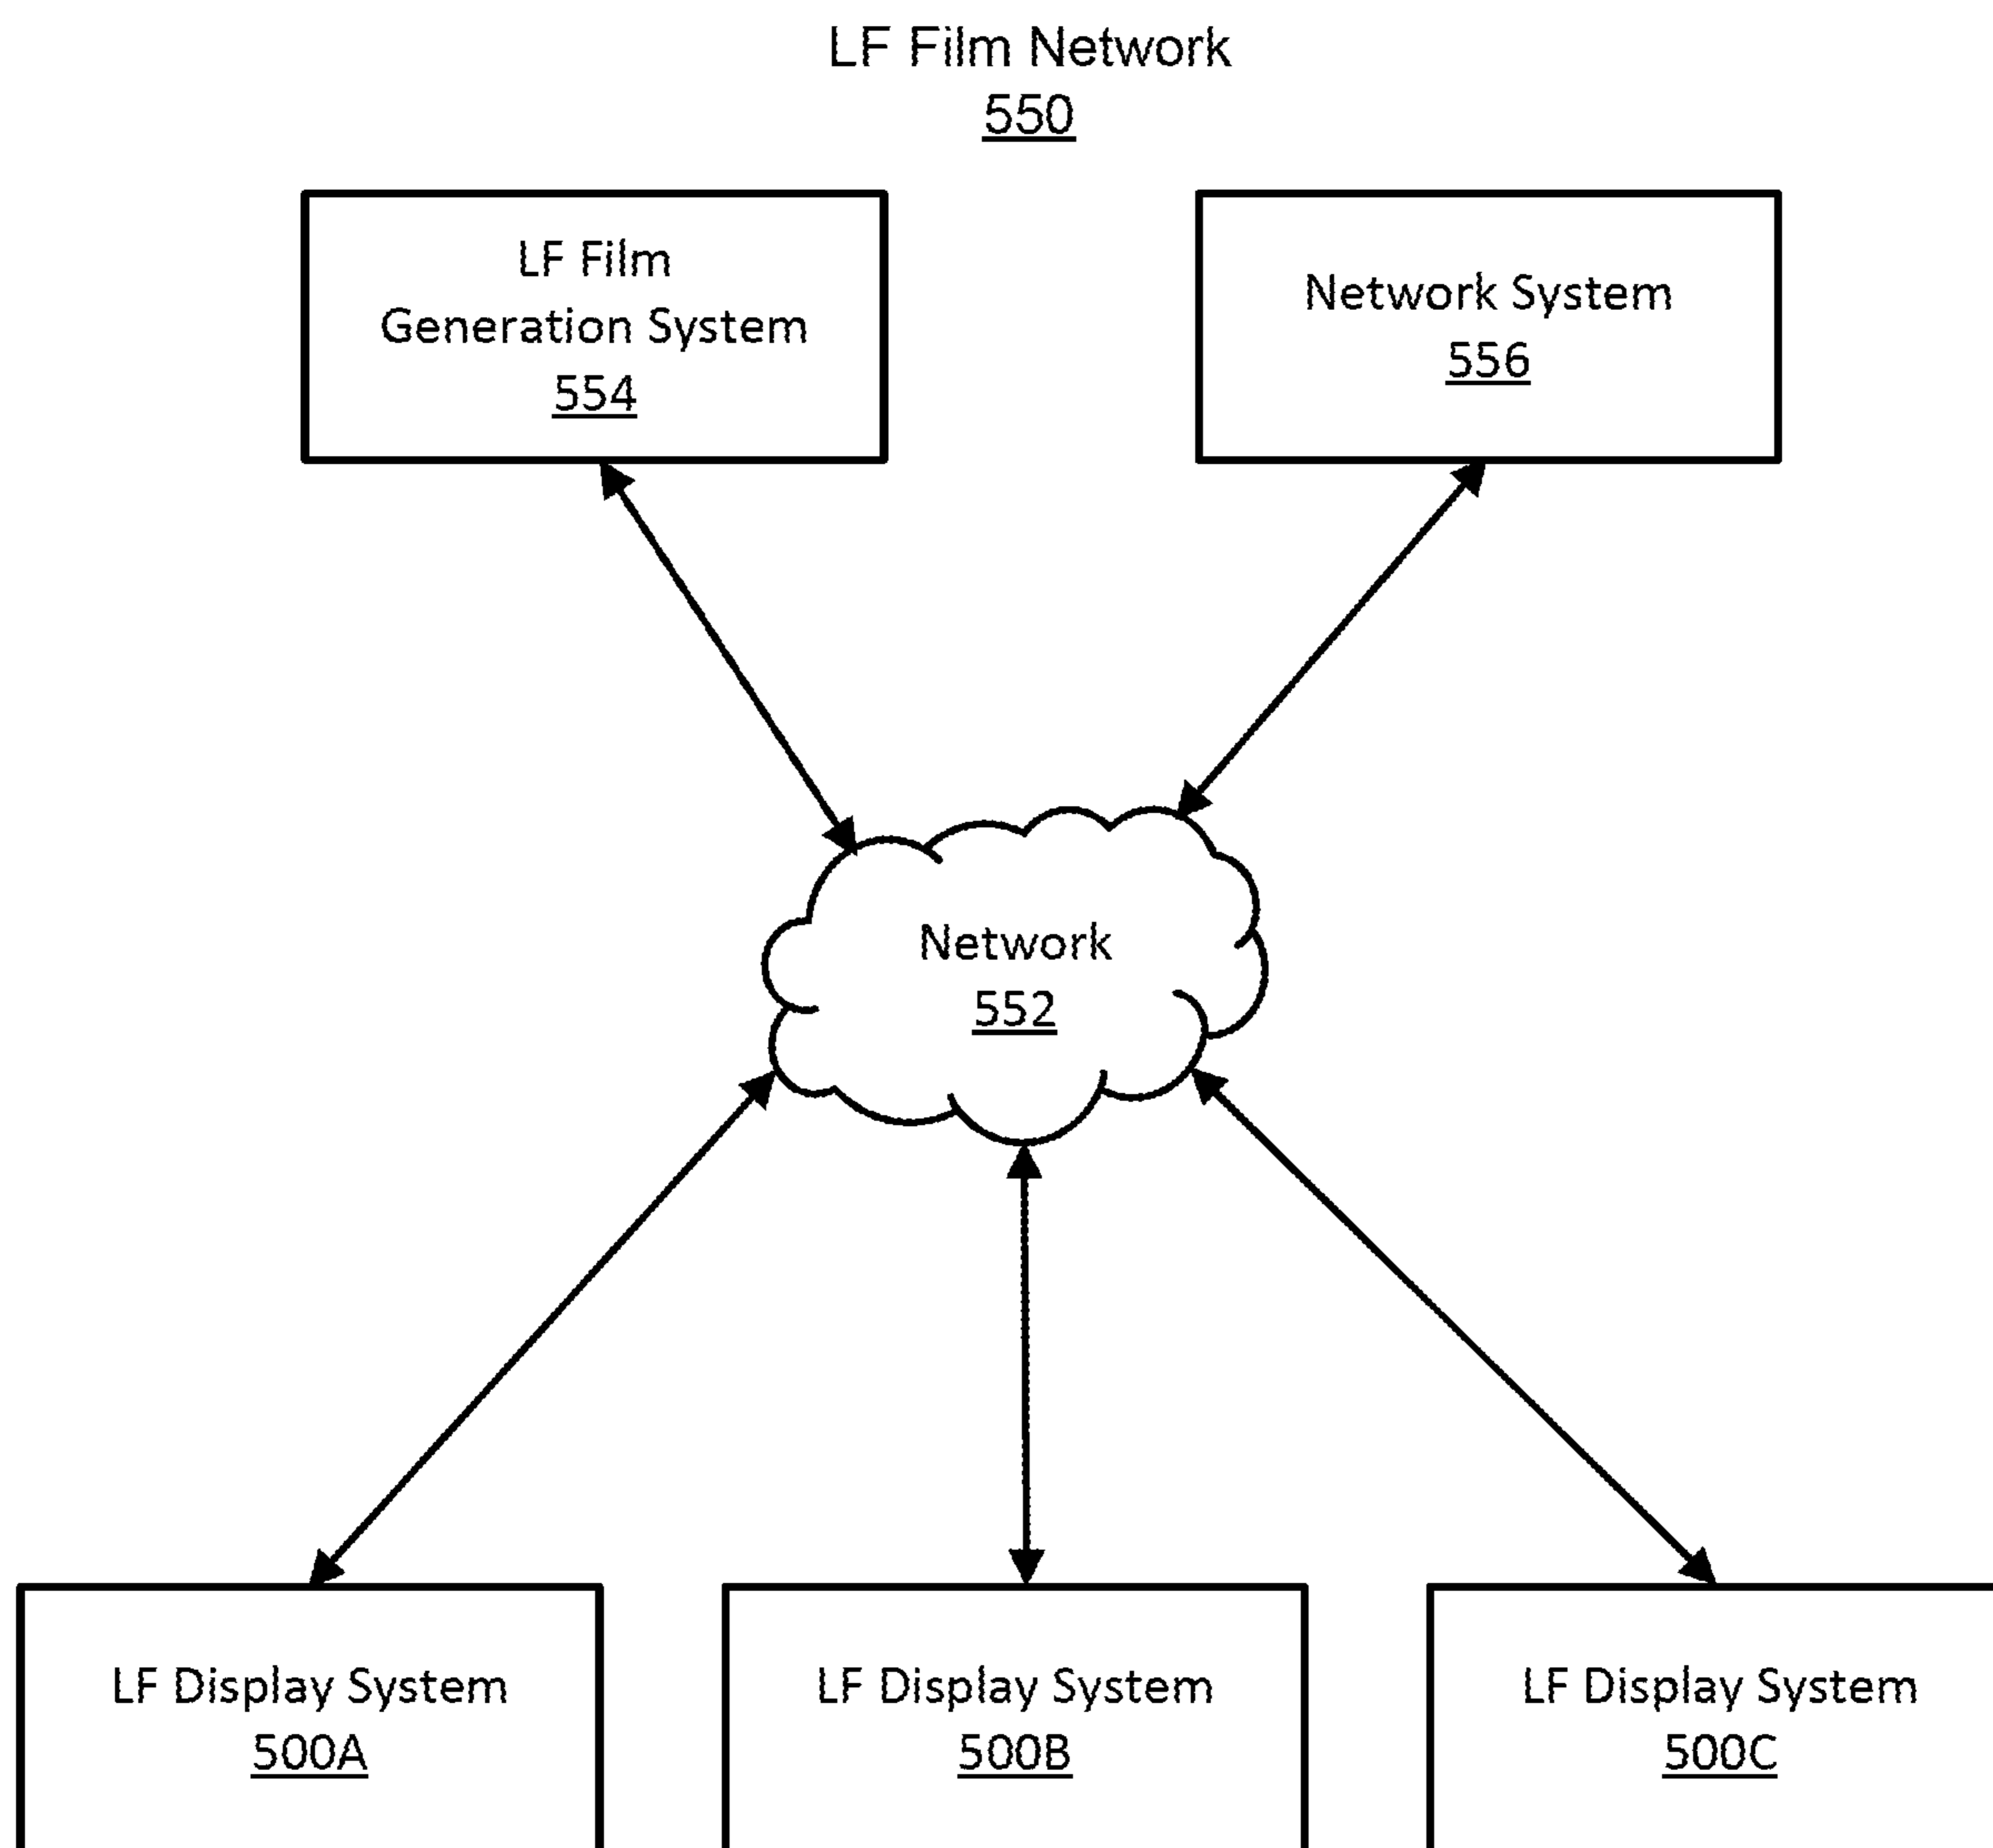 LF Film Network
550
LF Film
Generation System
554
Network System
556
Network
552
LF Display System
500A
LF Display System
500B
LF Display System
500C